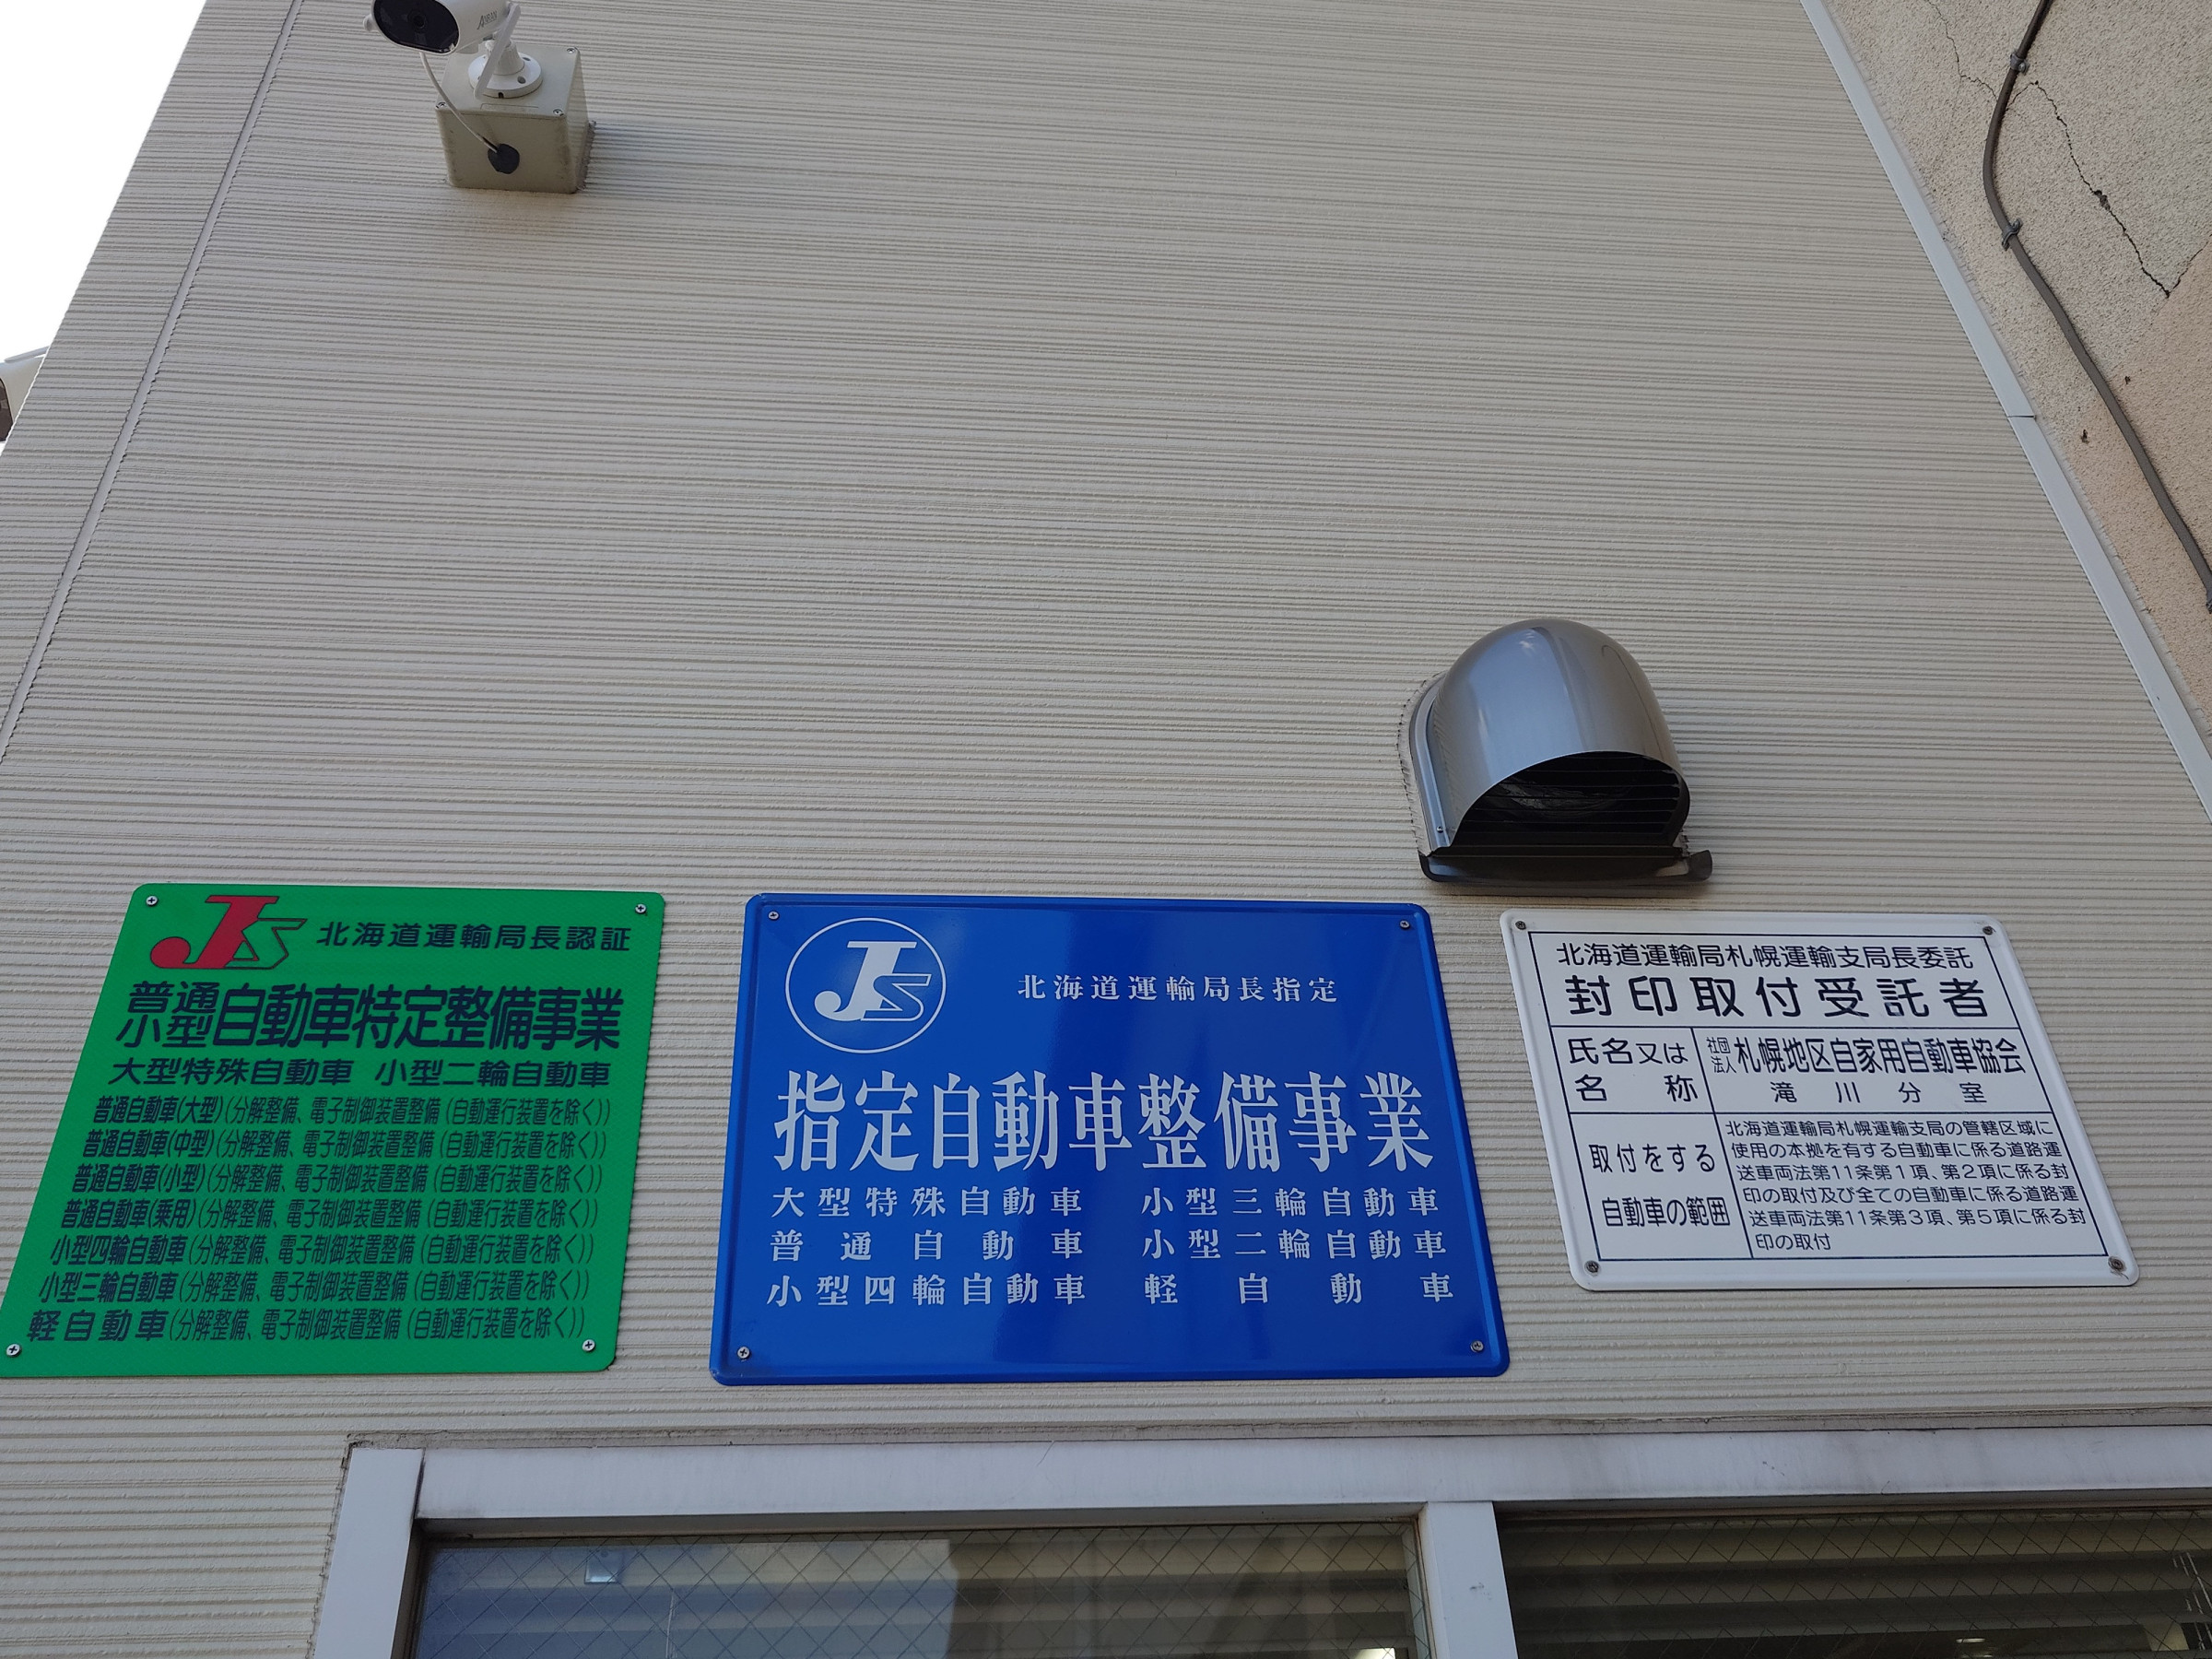 JS 北海道運輸局長認証
普通
小型 自動車特定整備事業
大型特殊自動車 小型二輪自動車
普通自動車(大型)(分解整備、電子制御装置整備(自動運行装置を除く))
普通自動車(中型)(分解整備、電子制御装置整備(自動運行装置を除く))
普通自動車(小型)(分解整備、電子制御装置整備(自動運行装置を除く))
普通自動車(乗用)(分解整備、電子制御装置整備(自動運行装置を除く))
小型四輪自動車(分解整備、電子制御装置整備(自動運行装置を除く))
小型三輪自動車(分解整備、電子制御装置整備(自動運行装置を除く))
軽自動車(分解整備、電子制御装置整備(自動運行装置を除く))
JS
北海道運輸局長指定
指定自動車整備事業
大型特殊自動車 小型三輪自動車
普通自動車 小型二輪自動車
小型四輪自動車 軽自動車
北海道運輸局札幌運輸支局長委託
封印取付受託者
氏名又は
名称
社団法人 札幌地区自家用自動車協会
滝川分室
取付をする
自動車の範囲
北海道運輸局札幌運輸支局の管轄区域に
使用の本拠を有する自動車に係る道路運
送車両法第11条第1項、第2項に係る封
印の取付及び全ての自動車に係る道路運
送車両法第11条第3項、第5項に係る封
印の取付